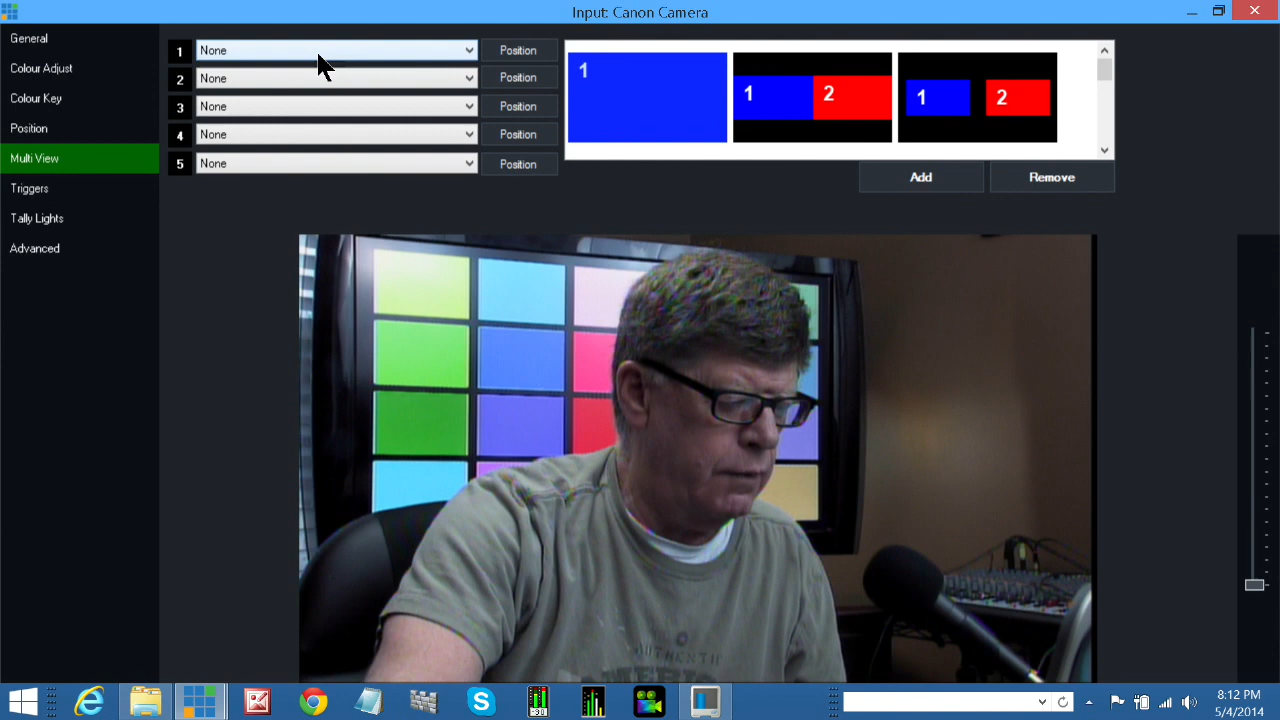 Input: Canon Camera
General
Colour Adjust
Colour Key
Position
Multi View
Triggers
Tally Lights
Advanced
1 None Position
2 None Position
3 None Position
4 None Position
5 None Position
1
1 2
1 2
Add Remove
AUTHENTIC
8:12 PM
5/4/2014